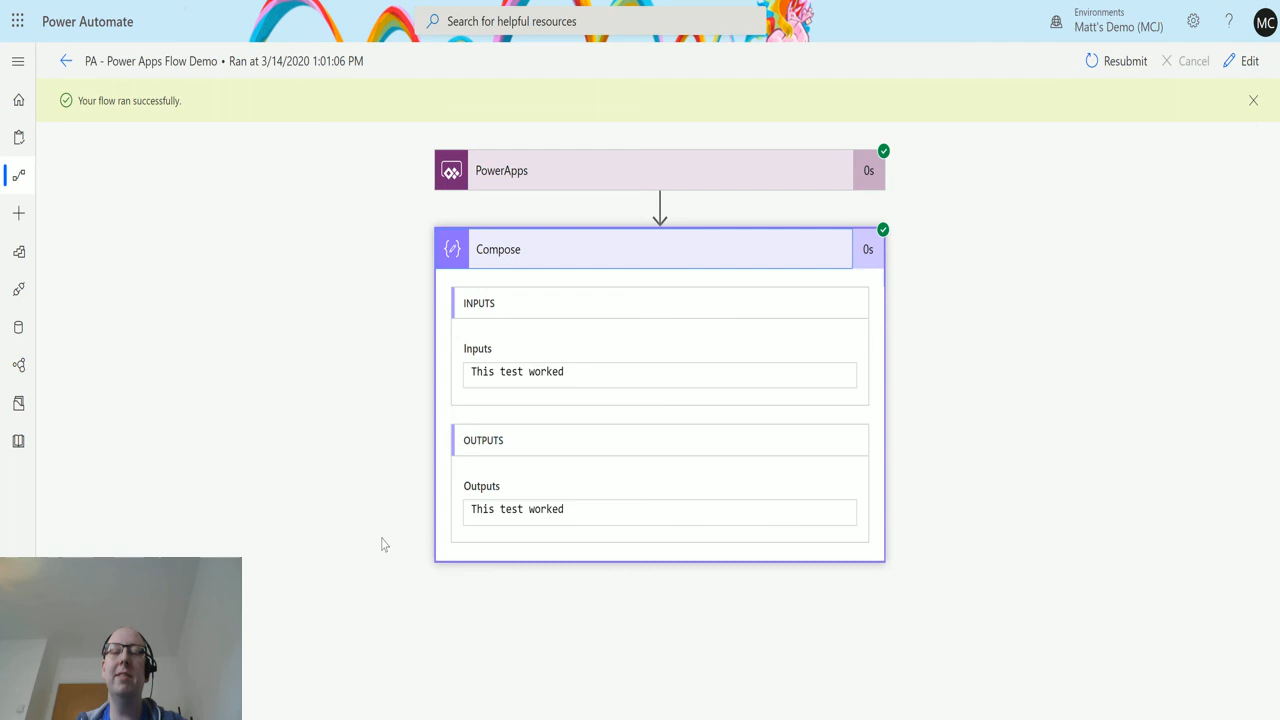 Power Automate
Search for helpful resources
Environments
Matt's Demo (MCJ)
?
MC
PA - Power Apps Flow Demo • Ran at 3/14/2020 1:01:06 PM
Resubmit
Cancel
Edit
Your flow ran successfully.
PowerApps
0s
Compose
0s
INPUTS
Inputs
This test worked
OUTPUTS
Outputs
This test worked